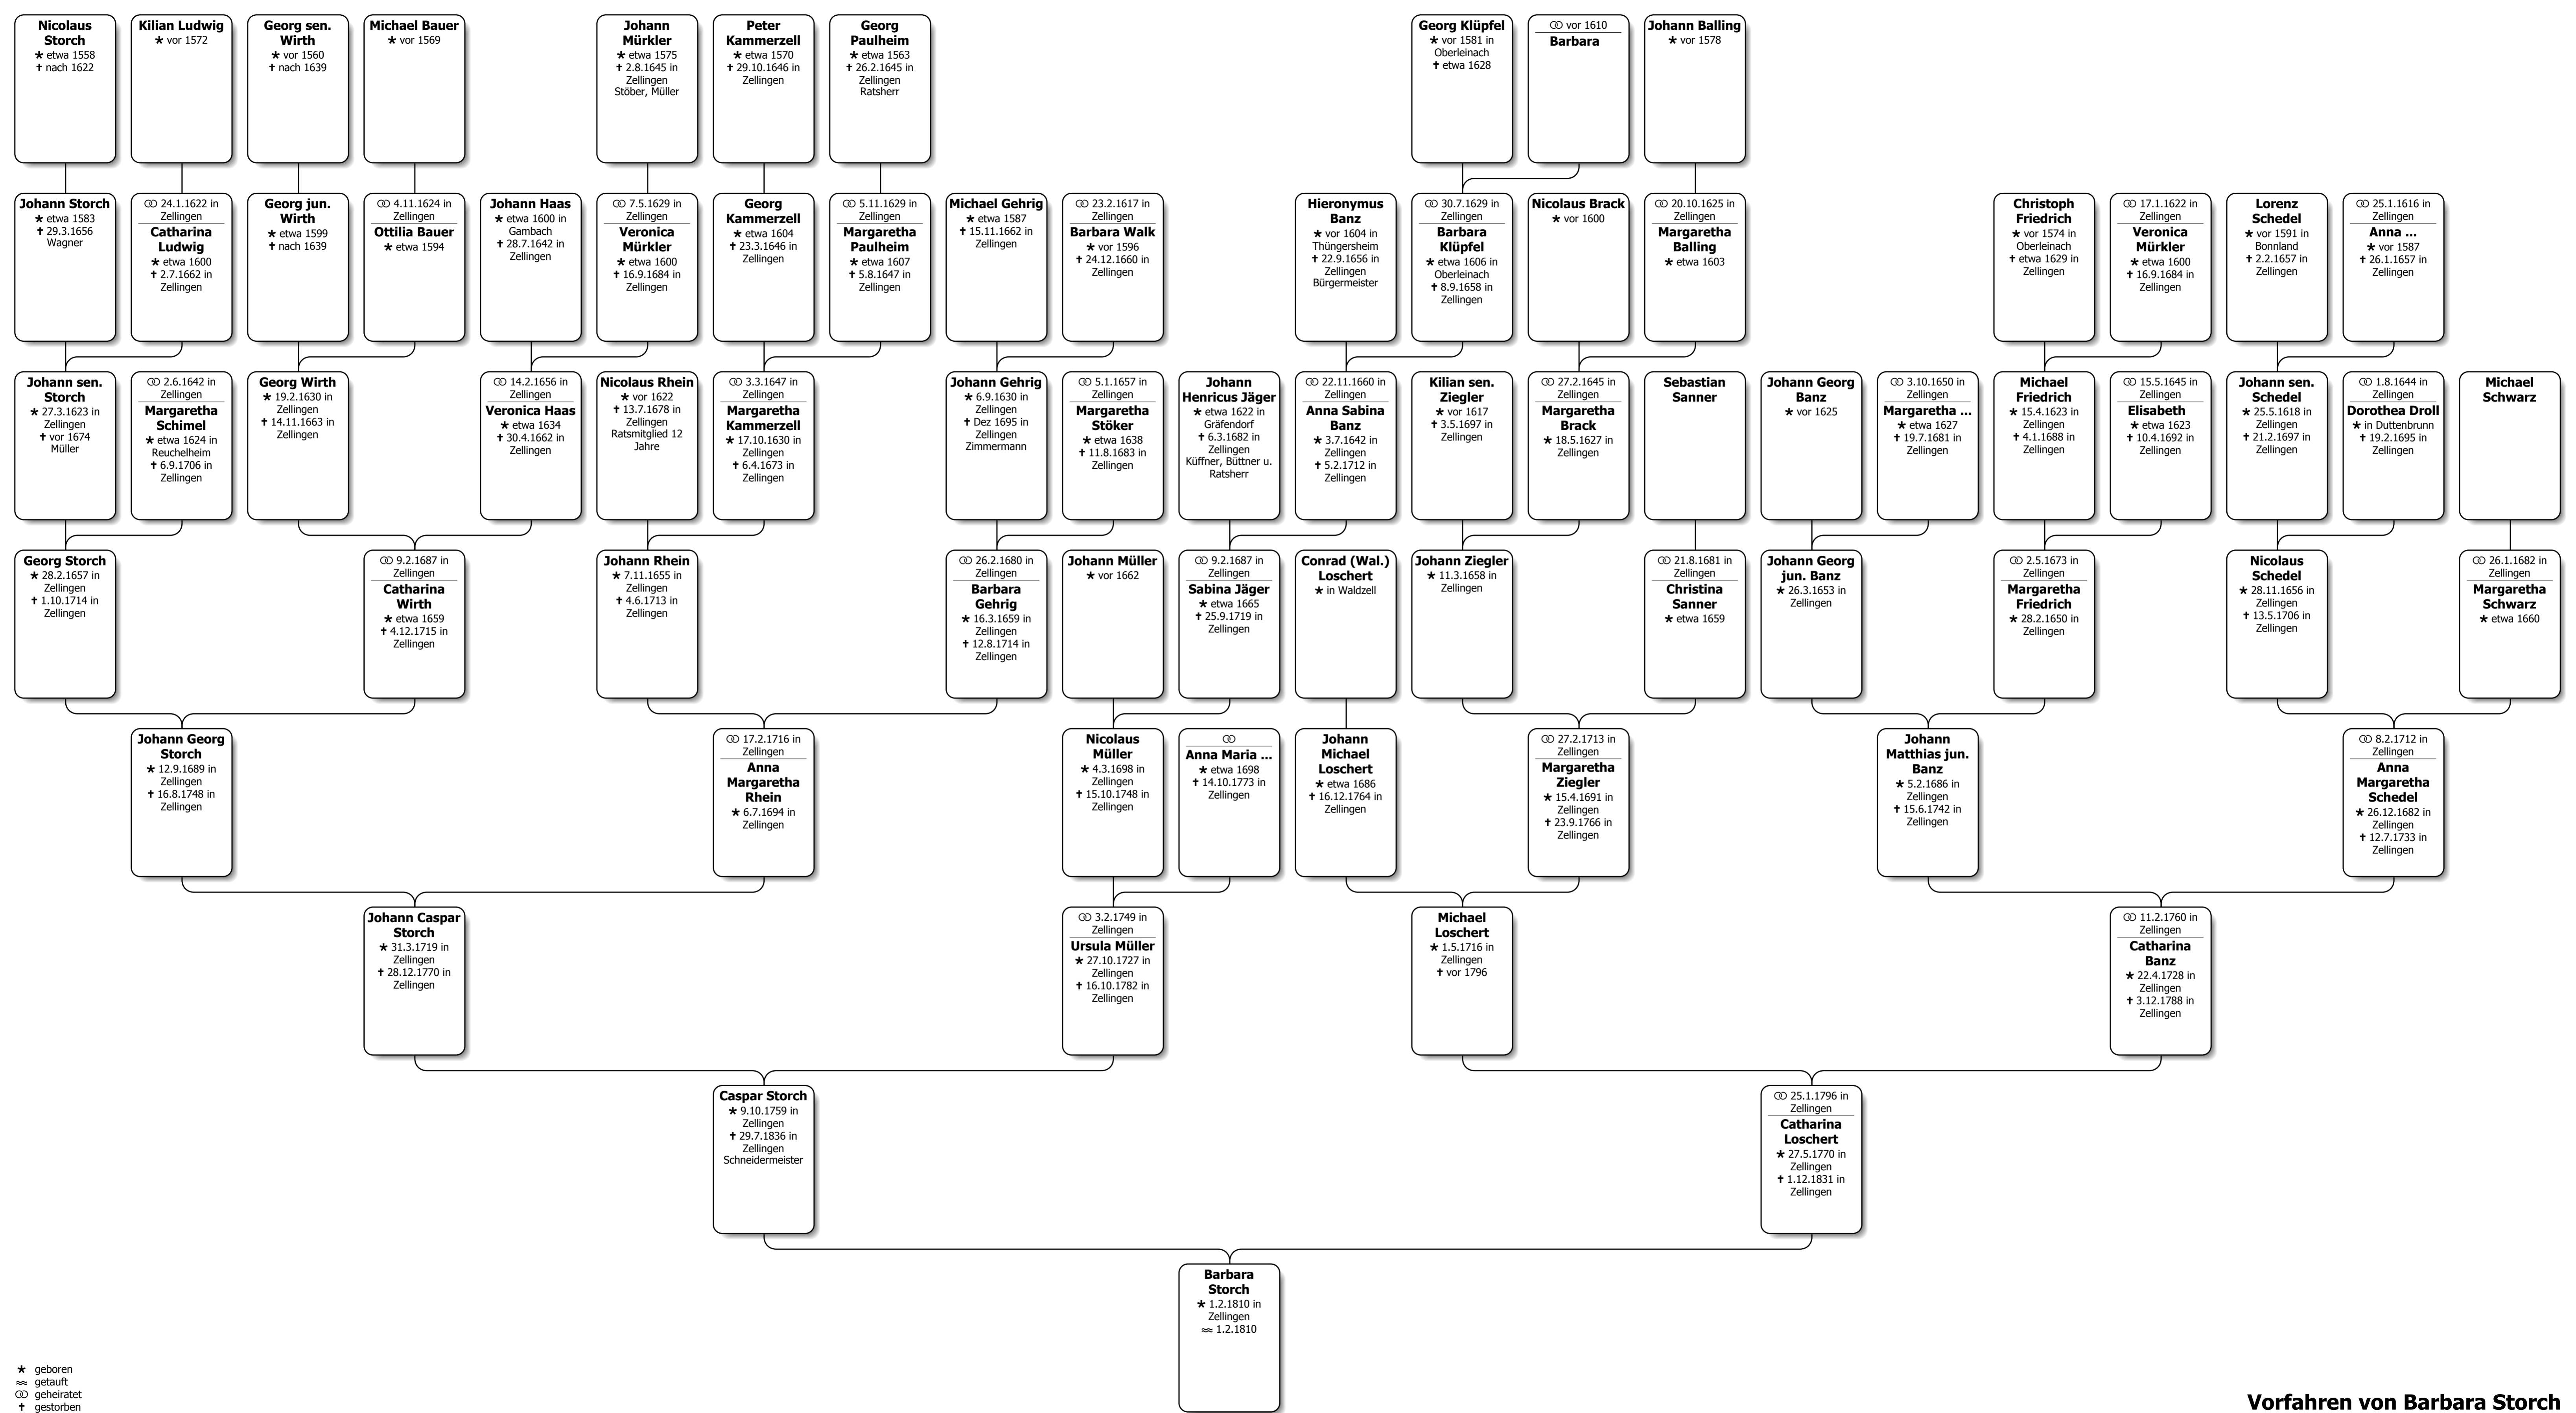 Nicolaus
Storch
★ etwa 1558
✝ nach 1622
Kilian Ludwig
★ vor 1572
Georg sen.
Wirth
★ vor 1560
✝ nach 1639
Michael Bauer
★ vor 1569
Johann
Mürkler
★ etwa 1575
✝ 2.8.1645 in
Zellingen
Stöber, Müller
Peter
Kammerzell
★ etwa 1570
✝ 29.10.1646 in
Zellingen
Georg
Paulheim
★ etwa 1563
✝ 26.2.1645 in
Zellingen
Ratsherr
Georg Klüpfel
★ vor 1581 in
Oberleinach
✝ etwa 1628
⚭ vor 1610
Barbara
Johann Balling
★ vor 1578
Johann Storch
★ etwa 1583
✝ 29.3.1656
Wagner
⚭ 24.1.1622 in
Zellingen
Catharina
Ludwig
★ etwa 1600
✝ 2.7.1662 in
Zellingen
Georg jun.
Wirth
★ etwa 1599
✝ nach 1639
⚭ 4.11.1624 in
Zellingen
Ottilia Bauer
★ etwa 1594
Johann Haas
★ etwa 1600 in
Gambach
✝ 28.7.1642 in
Zellingen
⚭ 7.5.1629 in
Zellingen
Veronica
Mürkler
★ etwa 1600
✝ 16.9.1684 in
Zellingen
Georg
Kammerzell
★ etwa 1604
✝ 23.3.1646 in
Zellingen
⚭ 5.11.1629 in
Zellingen
Margaretha
Paulheim
★ etwa 1607
✝ 5.8.1647 in
Zellingen
Michael Gehrig
★ etwa 1587
✝ 15.11.1662 in
Zellingen
⚭ 23.2.1617 in
Zellingen
Barbara Walk
★ vor 1596
✝ 24.12.1660 in
Zellingen
Hieronymus
Banz
★ vor 1604 in
Thüngersheim
✝ 22.9.1656 in
Zellingen
Bürgermeister
⚭ 30.7.1629 in
Zellingen
Barbara
Klüpfel
★ etwa 1606 in
Oberleinach
✝ 8.9.1658 in
Zellingen
Nicolaus Brack
★ vor 1600
⚭ 20.10.1625 in
Zellingen
Margaretha
Balling
★ etwa 1603
Christoph
Friedrich
★ vor 1574 in
Oberleinach
✝ etwa 1629 in
Zellingen
⚭ 17.1.1622 in
Zellingen
Veronica
Mürkler
★ etwa 1600
✝ 16.9.1684 in
Zellingen
Lorenz
Schedel
★ vor 1591 in
Bonnland
✝ 2.2.1657 in
Zellingen
⚭ 25.1.1616 in
Zellingen
Anna ...
★ vor 1587
✝ 26.1.1657 in
Zellingen
Johann sen.
Storch
★ 27.3.1623 in
Zellingen
✝ vor 1674
Müller
⚭ 2.6.1642 in
Zellingen
Margaretha
Schimel
★ etwa 1624 in
Reuchelheim
✝ 6.9.1706 in
Zellingen
Georg Wirth
★ 19.2.1630 in
Zellingen
✝ 14.11.1663 in
Zellingen
⚭ 14.2.1656 in
Zellingen
Veronica Haas
★ etwa 1634
✝ 30.4.1662 in
Zellingen
Nicolaus Rhein
★ vor 1622
✝ 13.7.1678 in
Zellingen
Ratsmitglied 12
Jahre
⚭ 3.3.1647 in
Zellingen
Margaretha
Kammerzell
★ 17.10.1630 in
Zellingen
✝ 6.4.1673 in
Zellingen
Johann Gehrig
★ 6.9.1630 in
Zellingen
✝ Dez 1695 in
Zellingen
Zimmermann
⚭ 5.1.1657 in
Zellingen
Margaretha
Stöker
★ etwa 1638
✝ 11.8.1683 in
Zellingen
Johann
Henricus Jäger
★ etwa 1622 in
Gräfendorf
✝ 6.3.1682 in
Zellingen
Küffner, Büttner u.
Ratsherr
⚭ 22.11.1660 in
Zellingen
Anna Sabina
Banz
★ 3.7.1642 in
Zellingen
✝ 5.2.1712 in
Zellingen
Kilian sen.
Ziegler
★ vor 1617
✝ 3.5.1697 in
Zellingen
⚭ 27.2.1645 in
Zellingen
Margaretha
Brack
★ 18.5.1627 in
Zellingen
Sebastian
Sanner
Johann Georg
Banz
★ vor 1625
⚭ 3.10.1650 in
Zellingen
Margaretha ...
★ etwa 1627
✝ 19.7.1681 in
Zellingen
Michael
Friedrich
★ 15.4.1623 in
Zellingen
✝ 4.1.1688 in
Zellingen
⚭ 15.5.1645 in
Zellingen
Elisabeth
★ etwa 1623
✝ 10.4.1692 in
Zellingen
Johann sen.
Schedel
★ 25.5.1618 in
Zellingen
✝ 21.2.1697 in
Zellingen
⚭ 1.8.1644 in
Zellingen
Dorothea Droll
★ in Duttenbrunn
✝ 19.2.1695 in
Zellingen
Michael
Schwarz
Georg Storch
★ 28.2.1657 in
Zellingen
✝ 1.10.1714 in
Zellingen
⚭ 9.2.1687 in
Zellingen
Catharina
Wirth
★ etwa 1659
✝ 4.12.1715 in
Zellingen
Johann Rhein
★ 7.11.1655 in
Zellingen
✝ 4.6.1713 in
Zellingen
⚭ 26.2.1680 in
Zellingen
Barbara
Gehrig
★ 16.3.1659 in
Zellingen
✝ 12.8.1714 in
Zellingen
Johann Müller
★ vor 1662
⚭ 9.2.1687 in
Zellingen
Sabina Jäger
★ etwa 1665
✝ 25.9.1719 in
Zellingen
Conrad (Wal.)
Loschert
★ in Waldzell
Johann Ziegler
★ 11.3.1658 in
Zellingen
⚭ 21.8.1681 in
Zellingen
Christina
Sanner
★ etwa 1659
Johann Georg
jun. Banz
★ 26.3.1653 in
Zellingen
⚭ 2.5.1673 in
Zellingen
Margaretha
Friedrich
★ 28.2.1650 in
Zellingen
Nicolaus
Schedel
★ 28.11.1656 in
Zellingen
✝ 13.5.1706 in
Zellingen
⚭ 26.1.1682 in
Zellingen
Margaretha
Schwarz
★ etwa 1660
Johann Georg
Storch
★ 12.9.1689 in
Zellingen
✝ 16.8.1748 in
Zellingen
⚭ 17.2.1716 in
Zellingen
Anna
Margaretha
Rhein
★ 6.7.1694 in
Zellingen
Nicolaus
Müller
★ 4.3.1698 in
Zellingen
✝ 15.10.1748 in
Zellingen
⚭
Anna Maria ...
★ etwa 1698
✝ 14.10.1773 in
Zellingen
Johann
Michael
Loschert
★ etwa 1686
✝ 16.12.1764 in
Zellingen
⚭ 27.2.1713 in
Zellingen
Margaretha
Ziegler
★ 15.4.1691 in
Zellingen
✝ 23.9.1766 in
Zellingen
Johann
Matthias jun.
Banz
★ 5.2.1686 in
Zellingen
✝ 15.6.1742 in
Zellingen
⚭ 8.2.1712 in
Zellingen
Anna
Margaretha
Schedel
★ 26.12.1682 in
Zellingen
✝ 12.7.1733 in
Zellingen
Johann Caspar
Storch
★ 31.3.1719 in
Zellingen
✝ 28.12.1770 in
Zellingen
⚭ 3.2.1749 in
Zellingen
Ursula Müller
★ 27.10.1727 in
Zellingen
✝ 16.10.1782 in
Zellingen
Michael
Loschert
★ 1.5.1716 in
Zellingen
✝ vor 1796
⚭ 11.2.1760 in
Zellingen
Catharina
Banz
★ 22.4.1728 in
Zellingen
✝ 3.12.1788 in
Zellingen
Caspar Storch
★ 9.10.1759 in
Zellingen
✝ 29.7.1836 in
Zellingen
Schneidermeister
⚭ 25.1.1796 in
Zellingen
Catharina
Loschert
★ 27.5.1770 in
Zellingen
✝ 1.12.1831 in
Zellingen
Barbara
Storch
★ 1.2.1810 in
Zellingen
≈ 1.2.1810
★ geboren
≈ getauft
⚭ geheiratet
✝ gestorben
Vorfahren von Barbara Storch